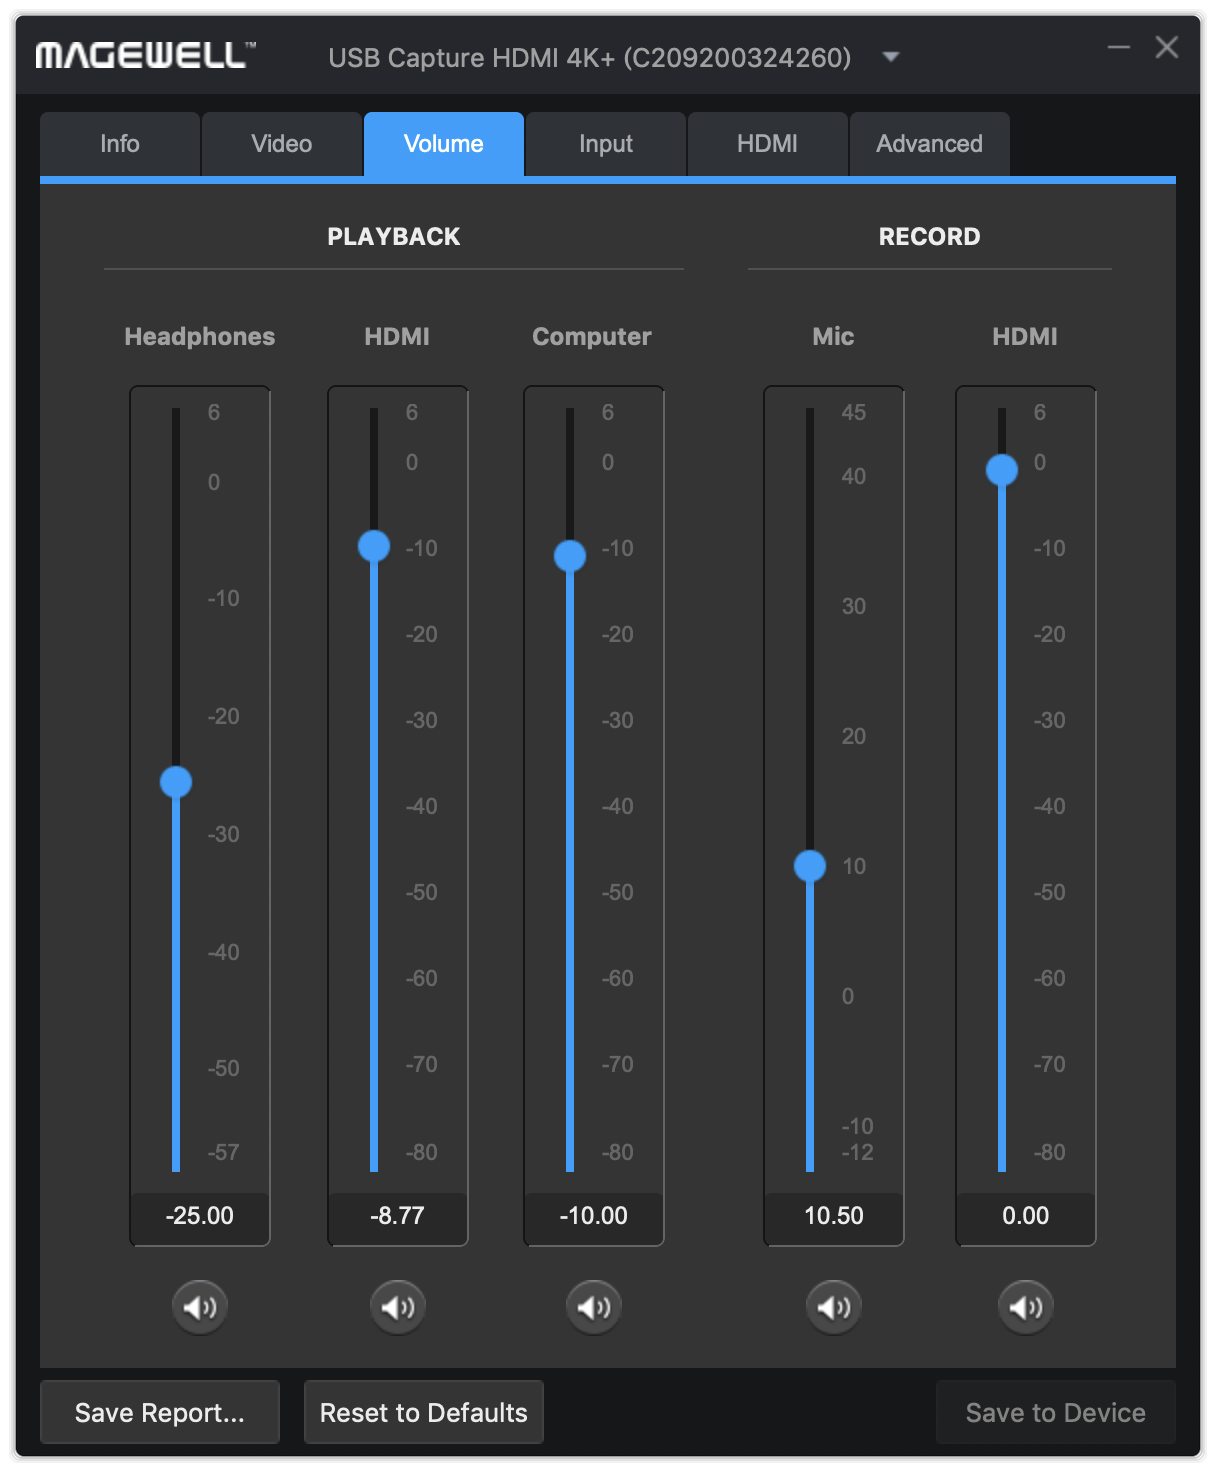 MAGEWELL™
USB Capture HDMI 4K+ (C209200324260)
Info
Video
Volume
Input
HDMI
Advanced
PLAYBACK
RECORD
Headphones
6
0
-10
-20
-30
-40
-50
-57
-25.00
HDMI
6
0
-10
-20
-30
-40
-50
-60
-70
-80
-8.77
Computer
6
0
-10
-20
-30
-40
-50
-60
-70
-80
-10.00
Mic
45
40
30
20
10
0
-10
-12
10.50
HDMI
6
0
-10
-20
-30
-40
-50
-60
-70
-80
0.00
Save Report...
Reset to Defaults
Save to Device